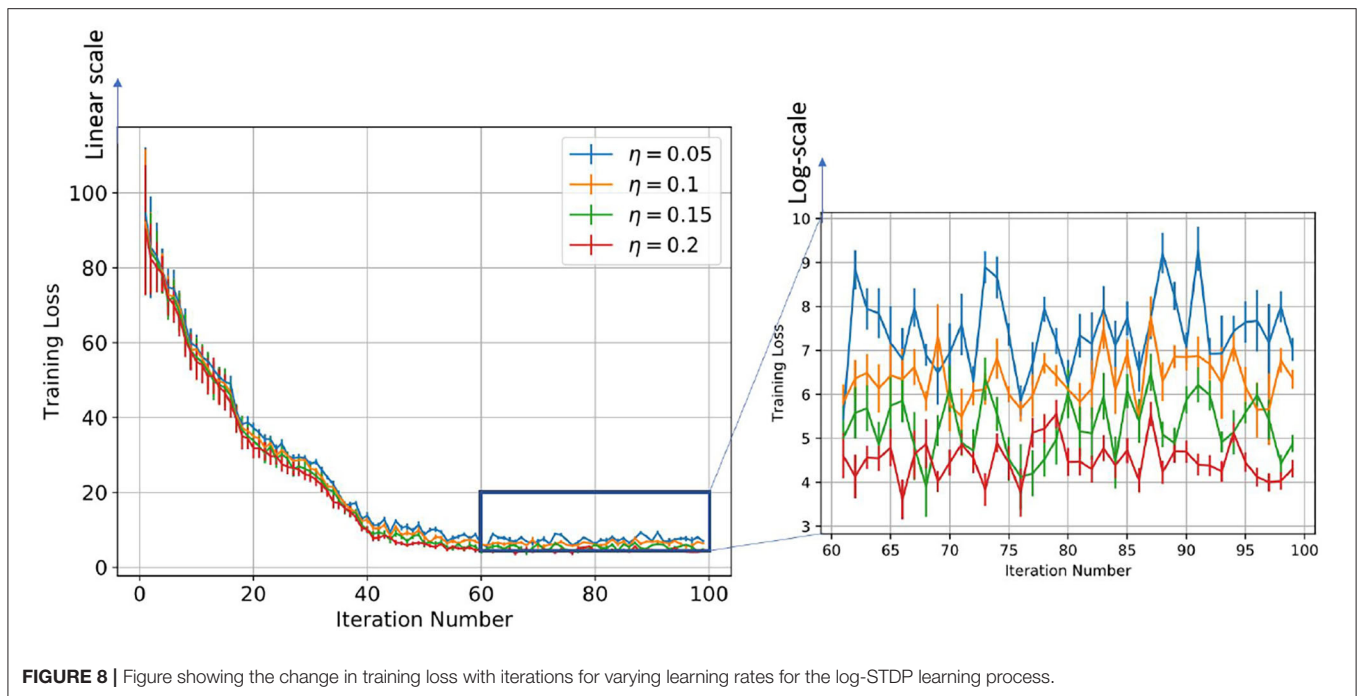 Linear scale
Training Loss
100
80
60
40
20
0
0 20 40 60 80 100
Iteration Number
η = 0.05
η = 0.1
η = 0.15
η = 0.2
Log-scale
Training Loss
10
9
8
7
6
5
4
3
60 65 70 75 80 85 90 95 100
Iteration Number
FIGURE 8 | Figure showing the change in training loss with iterations for varying learning rates for the log-STDP learning process.